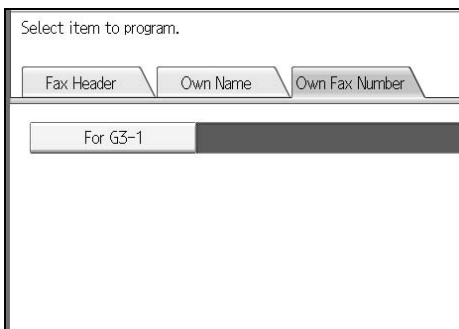 Select item to program.
Fax Header Own Name Own Fax Number
For G3-1